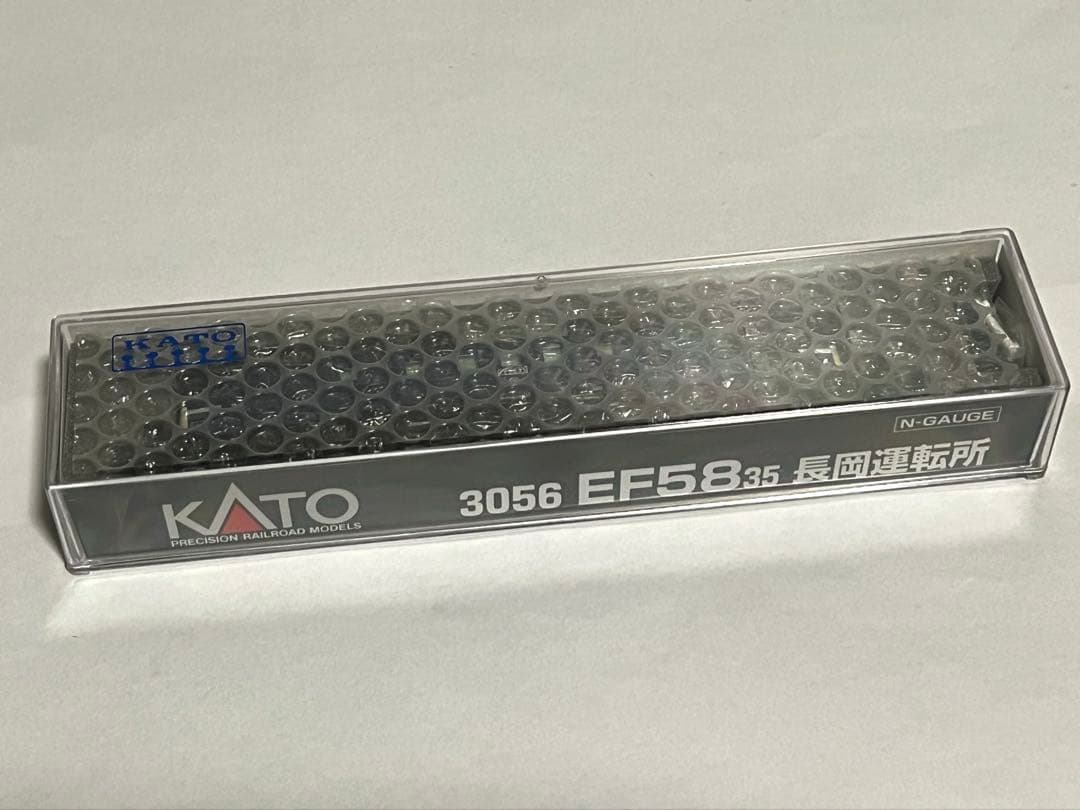 KATO
N-GAUGE
KATO 3056 EF58 35 長岡運転所
PRECISION RAILROAD MODELS